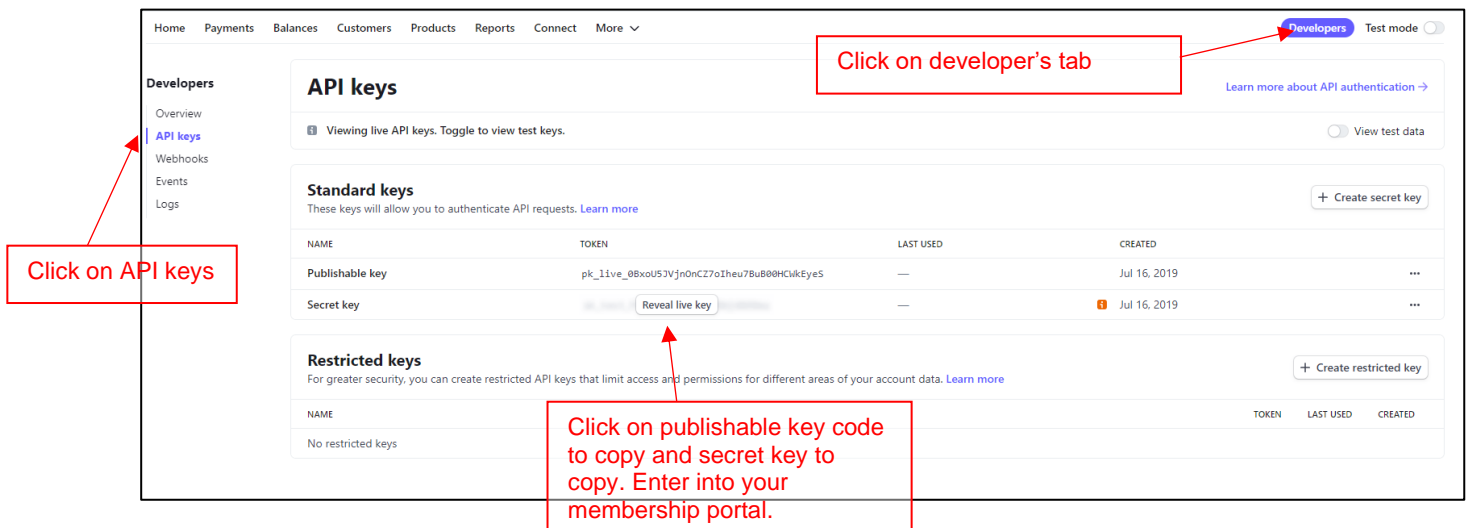 Home Payments Balances Customers Products Reports Connect More
Developers Test mode
Click on developer’s tab
Developers
Overview
API keys
Webhooks
Events
Logs
Click on API keys
API keys
Learn more about API authentication →
Viewing live API keys. Toggle to view test keys.
View test data
Standard keys
These keys will allow you to authenticate API requests. Learn more
+ Create secret key
NAME TOKEN LAST USED CREATED
Publishable key pk_live_0BxoU5JVjnOnCZ7oIheu7BuB00HCWkEyeS — Jul 16, 2019 •••
Secret key Reveal live key — Jul 16, 2019 •••
Restricted keys
For greater security, you can create restricted API keys that limit access and permissions for different areas of your account data. Learn more
+ Create restricted key
NAME TOKEN LAST USED CREATED
No restricted keys
Click on publishable key code
to copy and secret key to
copy. Enter into your
membership portal.